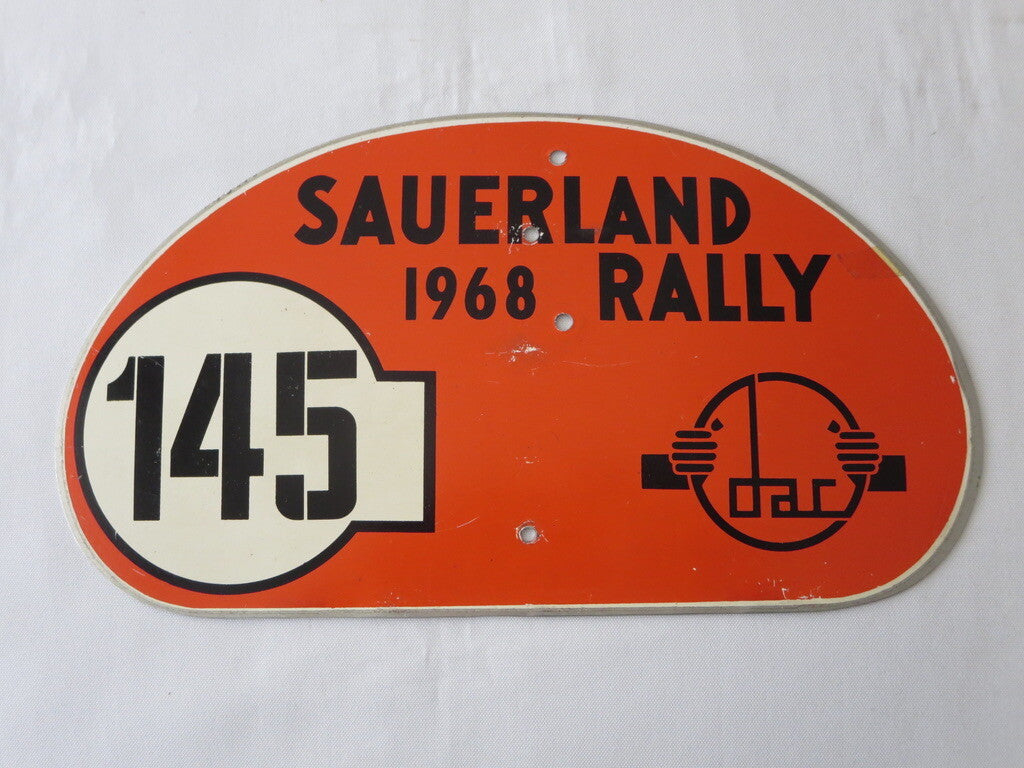 SAUERLAND
1968 RALLY
145
dac